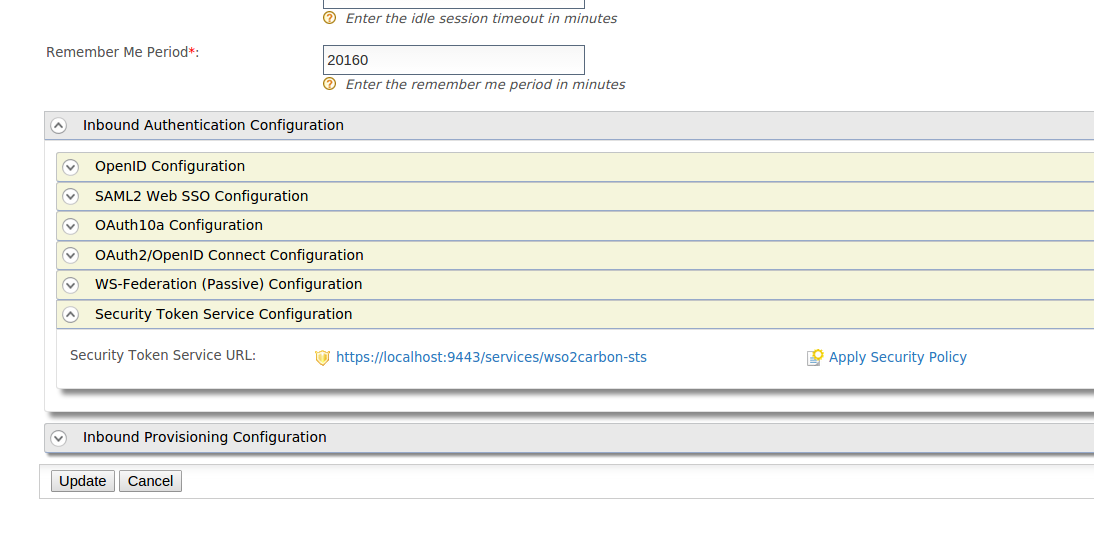 Enter the idle session timeout in minutes
Remember Me Period*:
20160
Enter the remember me period in minutes
Inbound Authentication Configuration
OpenID Configuration
SAML2 Web SSO Configuration
OAuth10a Configuration
OAuth2/OpenID Connect Configuration
WS-Federation (Passive) Configuration
Security Token Service Configuration
Security Token Service URL: https://localhost:9443/services/wso2carbon-sts Apply Security Policy
Inbound Provisioning Configuration
Update Cancel